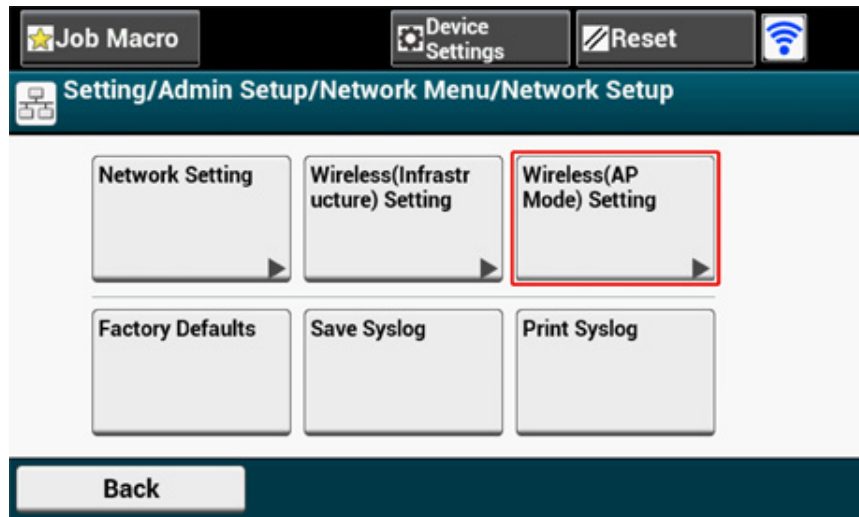 Job Macro
Device
Settings
Reset
Setting/Admin Setup/Network Menu/Network Setup
Network Setting
Wireless(Infrastr
ucture) Setting
Wireless(AP
Mode) Setting
Factory Defaults
Save Syslog
Print Syslog
Back